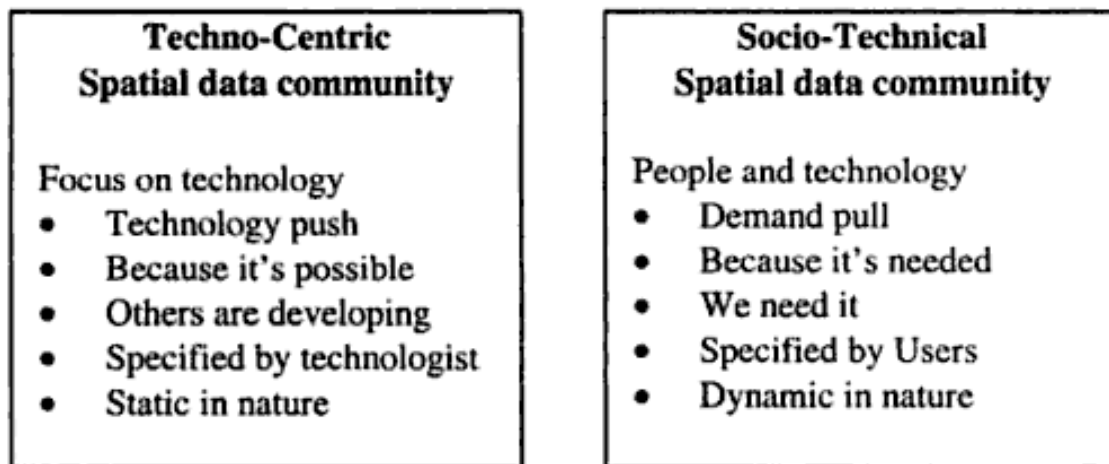 Techno-Centric
Spatial data community
Focus on technology
• Technology push
• Because it's possible
• Others are developing
• Specified by technologist
• Static in nature
Socio-Technical
Spatial data community
People and technology
• Demand pull
• Because it's needed
• We need it
• Specified by Users
• Dynamic in nature